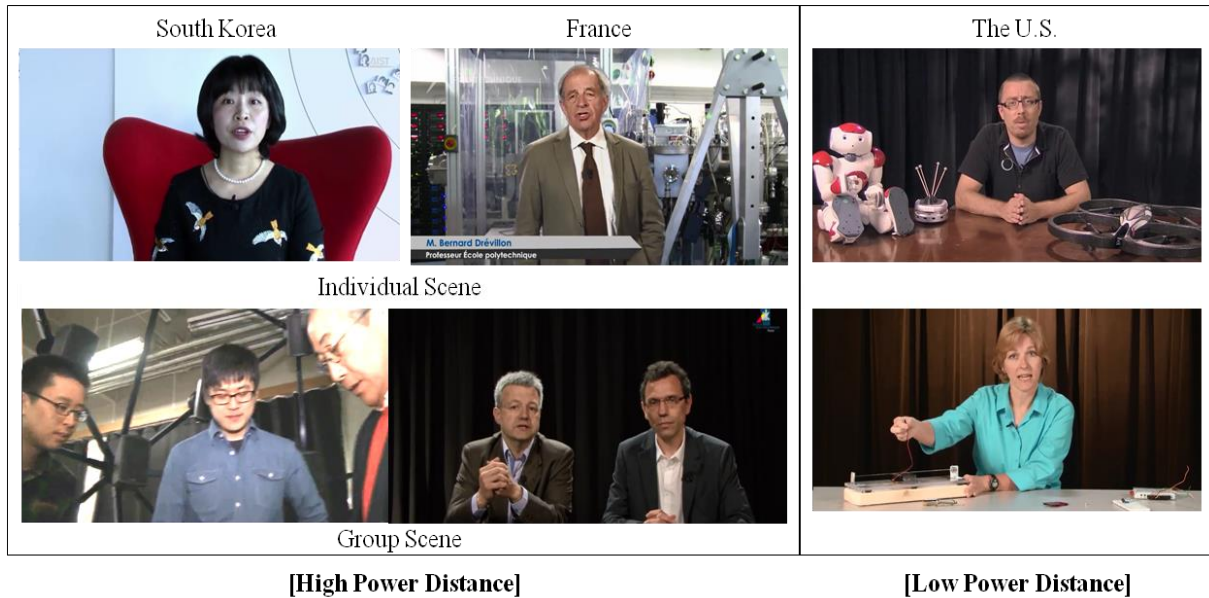 South Korea
France
The U.S.
M. Bernard Drévillon
Professeur École polytechnique
Individual Scene
Group Scene
[High Power Distance]
[Low Power Distance]